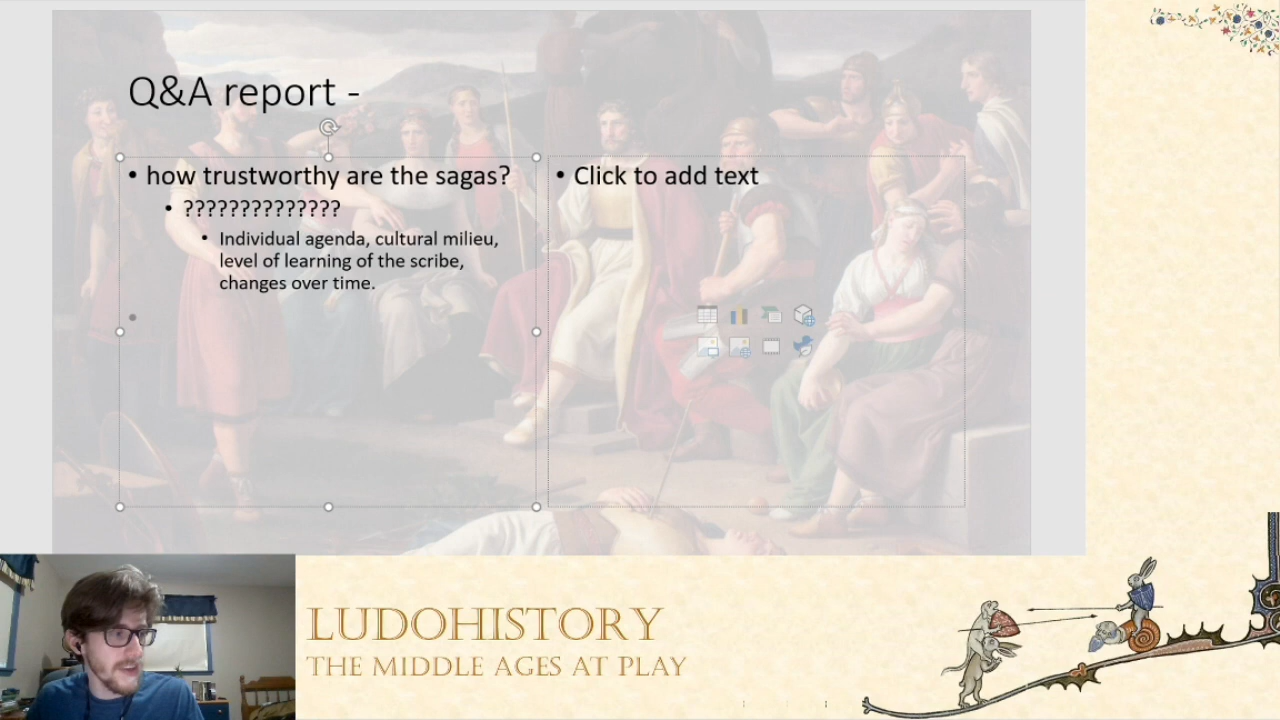 Q&A report -
• how trustworthy are the sagas?
• ??????????????
• Individual agenda, cultural milieu,
level of learning of the scribe,
changes over time.
• Click to add text
LUDOHISTORY
THE MIDDLE AGES AT PLAY